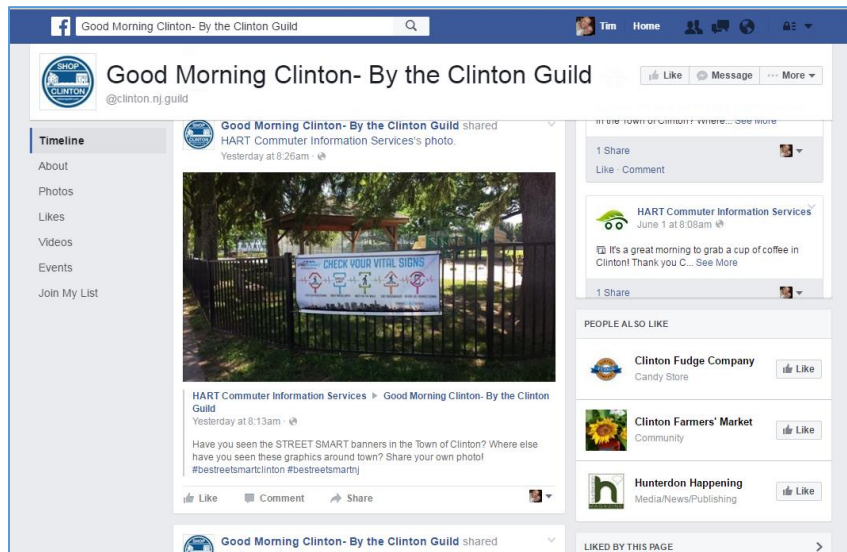 Good Morning Clinton- By the Clinton Guild
Tim Home
SHOP
CLINTON
Good Morning Clinton- By the Clinton Guild
@clinton.nj.guild
Like Message ··· More
Timeline
About
Photos
Likes
Videos
Events
Join My List
Good Morning Clinton- By the Clinton Guild shared
HART Commuter Information Services's photo.
Yesterday at 8:26am ·
CHECK YOUR VITAL SIGNS
HART Commuter Information Services ▶ Good Morning Clinton- By the Clinton
Guild
Yesterday at 8:13am ·
Have you seen the STREET SMART banners in the Town of Clinton? Where else
have you seen these graphics around town? Share your own photo!
#bestreetsmartclinton #bestreetsmartnj
Like Comment Share
Good Morning Clinton- By the Clinton Guild shared
in the Town of Clinton? Where... See More
1 Share
Like · Comment
HART Commuter Information Services
June 1 at 8:08am
It's a great morning to grab a cup of coffee in
Clinton! Thank you C... See More
1 Share
PEOPLE ALSO LIKE
Clinton Fudge Company
Candy Store
Like
Clinton Farmers' Market
Community
Like
Hunterdon Happening
Media/News/Publishing
Like
LIKED BY THIS PAGE